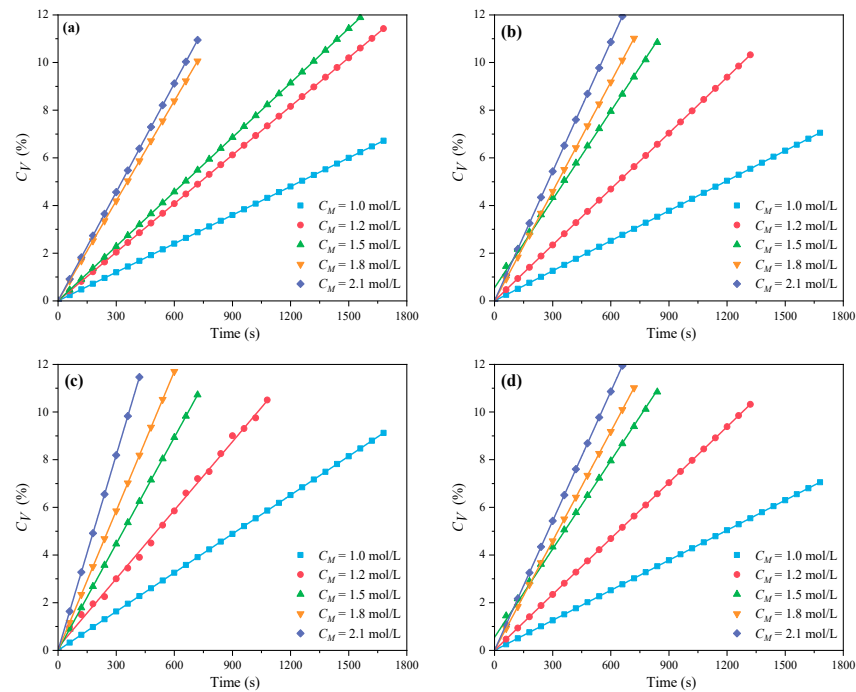 (a)
12
10
8
6
4
2
0
C_V (%)
C_M = 1.0 mol/L
C_M = 1.2 mol/L
C_M = 1.5 mol/L
C_M = 1.8 mol/L
C_M = 2.1 mol/L
0 300 600 900 1200 1500 1800
Time (s)
(b)
12
10
8
6
4
2
0
C_V (%)
C_M = 1.0 mol/L
C_M = 1.2 mol/L
C_M = 1.5 mol/L
C_M = 1.8 mol/L
C_M = 2.1 mol/L
0 300 600 900 1200 1500 1800
Time (s)
(c)
12
10
8
6
4
2
0
C_V (%)
C_M = 1.0 mol/L
C_M = 1.2 mol/L
C_M = 1.5 mol/L
C_M = 1.8 mol/L
C_M = 2.1 mol/L
0 300 600 900 1200 1500 1800
Time (s)
(d)
12
10
8
6
4
2
0
C_V (%)
C_M = 1.0 mol/L
C_M = 1.2 mol/L
C_M = 1.5 mol/L
C_M = 1.8 mol/L
C_M = 2.1 mol/L
0 300 600 900 1200 1500 1800
Time (s)